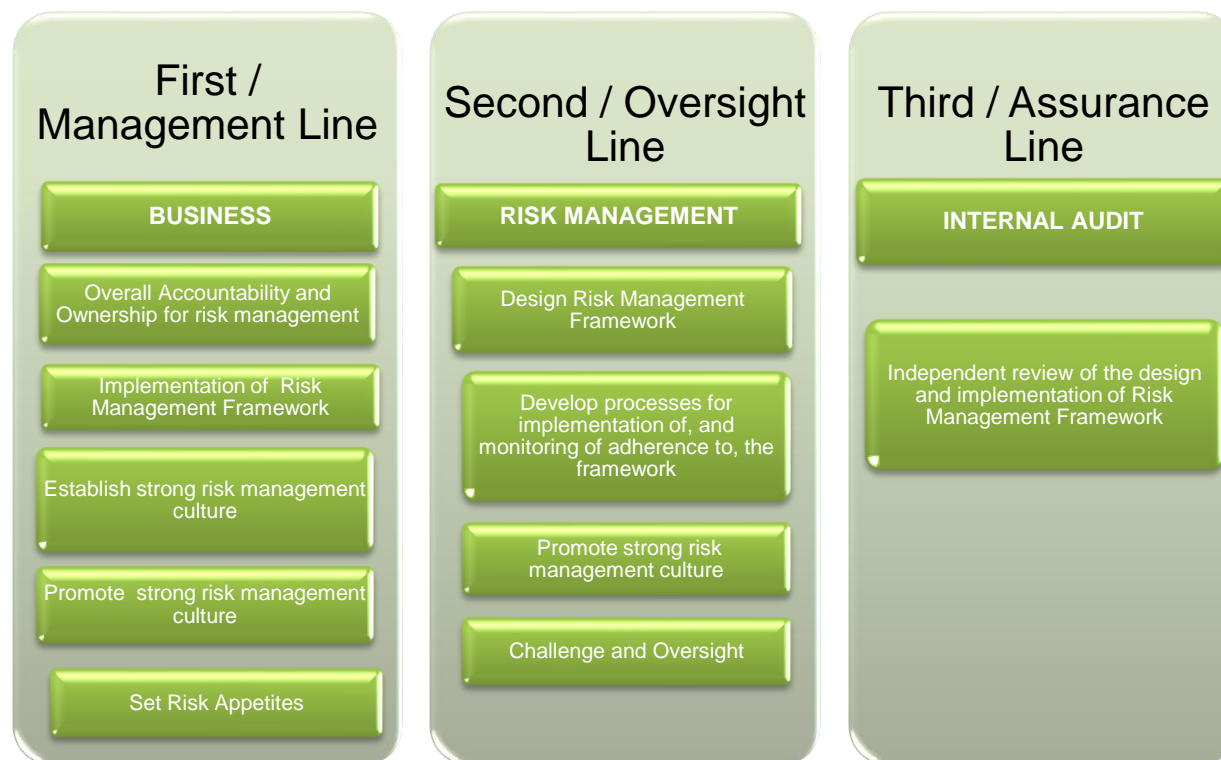 First /
Management Line
BUSINESS
Overall Accountability and
Ownership for risk management
Implementation of Risk
Management Framework
Establish strong risk management
culture
Promote strong risk management
culture
Set Risk Appetites
Second / Oversight
Line
RISK MANAGEMENT
Design Risk Management
Framework
Develop processes for
implementation of, and
monitoring of adherence to, the
framework
Promote strong risk
management culture
Challenge and Oversight
Third / Assurance
Line
INTERNAL AUDIT
Independent review of the design
and implementation of Risk
Management Framework